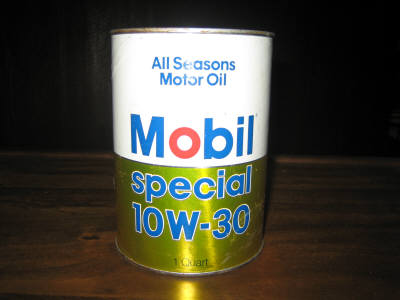 All Seasons
Motor Oil
Mobil
special
10W-30
1 Quart